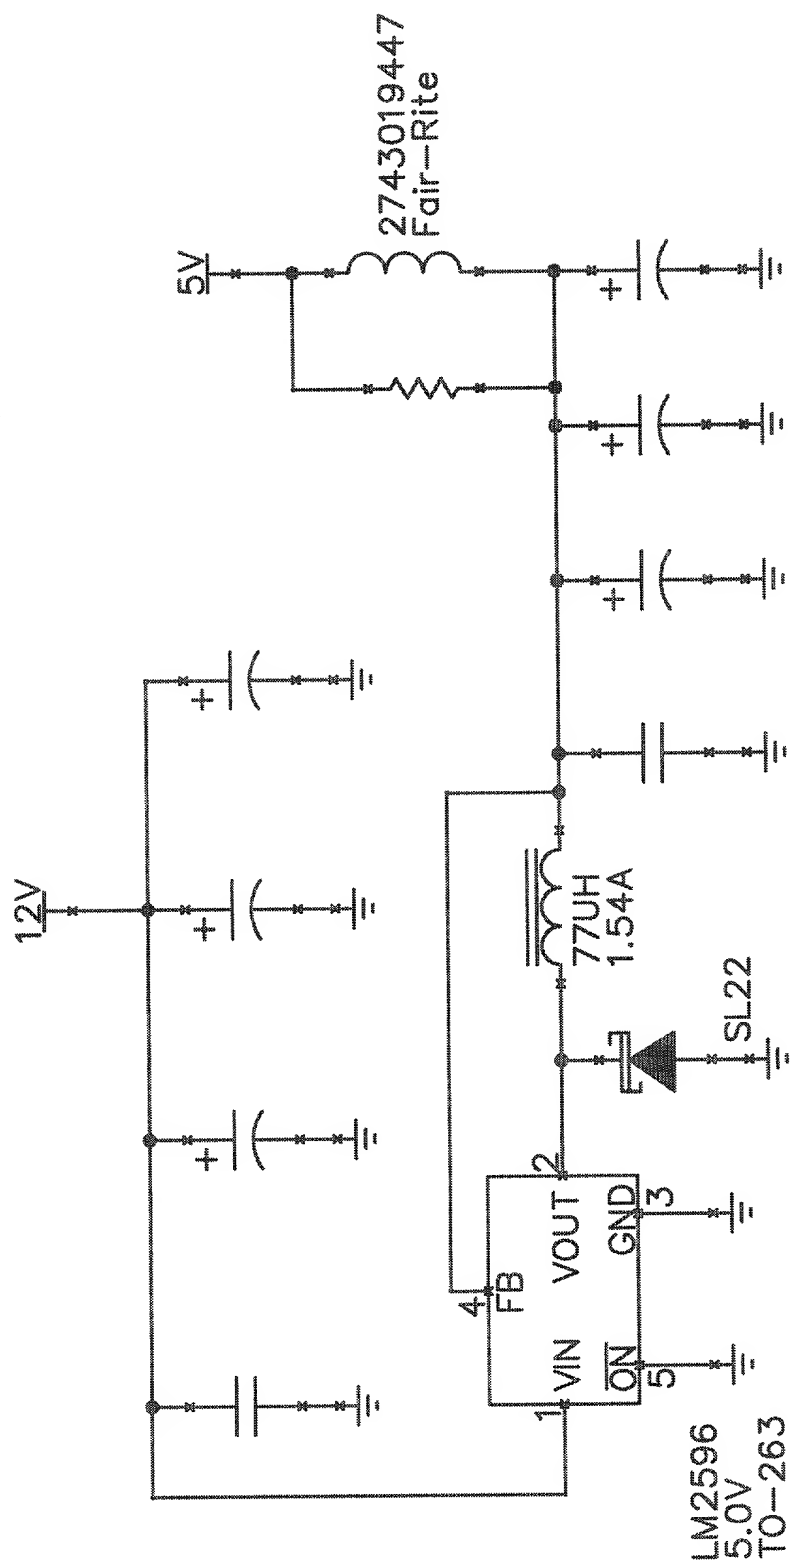 12V
5V
2743019447
Fair-Rite
4
FB
1
VIN
VOUT
2
ON
5
GND
3
77UH
1.54A
SL22
LM2596
5.0V
TO-263
+
+
+
+
+
+